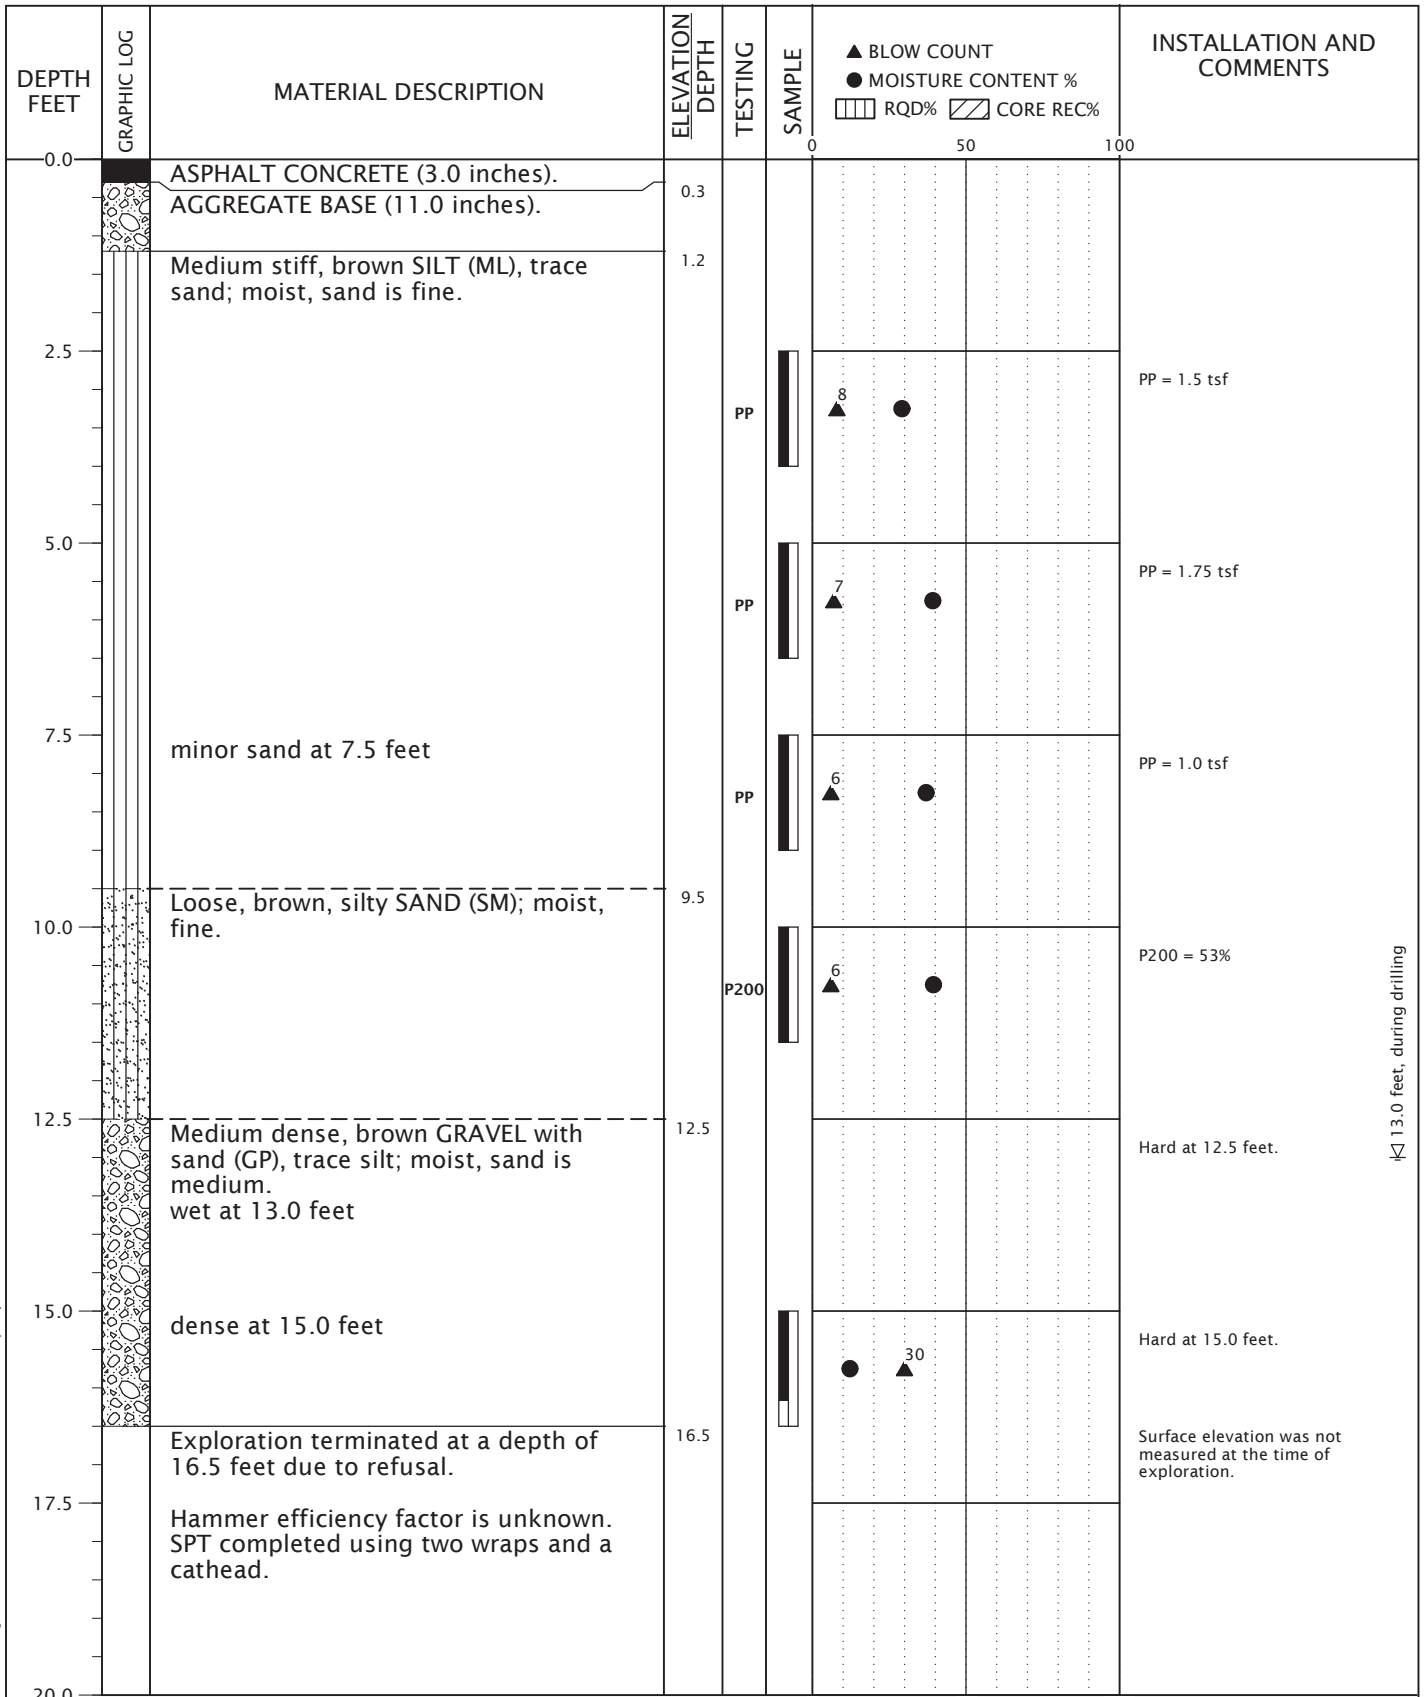 DEPTH
FEET
GRAPHIC LOG
MATERIAL DESCRIPTION
ELEVATION
DEPTH
TESTING
SAMPLE
▲ BLOW COUNT
● MOISTURE CONTENT %
RQD% CORE REC%
0 50 100
INSTALLATION AND
COMMENTS
0.0
ASPHALT CONCRETE (3.0 inches).
0.3
AGGREGATE BASE (11.0 inches).
1.2
Medium stiff, brown SILT (ML), trace
sand; moist, sand is fine.
2.5
PP = 1.5 tsf
8
PP
5.0
PP = 1.75 tsf
7
PP
7.5
minor sand at 7.5 feet
PP = 1.0 tsf
6
PP
9.5
Loose, brown, silty SAND (SM); moist,
fine.
10.0
P200 = 53%
6
P200
13.0 feet, during drilling
12.5
12.5
Medium dense, brown GRAVEL with
sand (GP), trace silt; moist, sand is
medium.
wet at 13.0 feet
Hard at 12.5 feet.
15.0
dense at 15.0 feet
Hard at 15.0 feet.
30
16.5
Exploration terminated at a depth of
16.5 feet due to refusal.
Surface elevation was not
measured at the time of
exploration.
17.5
Hammer efficiency factor is unknown.
SPT completed using two wraps and a
cathead.
20.0